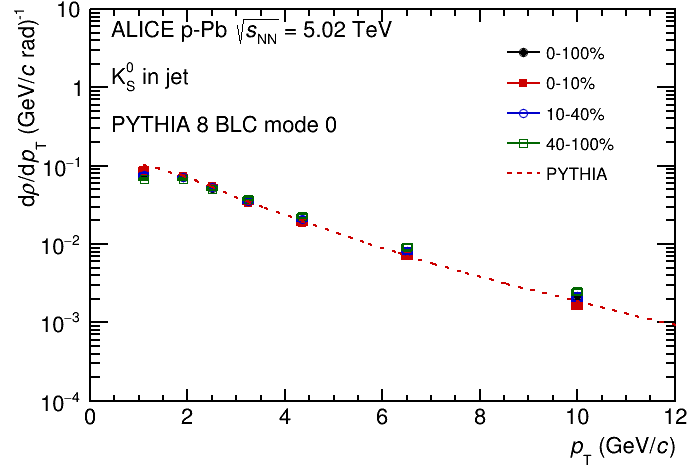 ALICE p-Pb √s_NN = 5.02 TeV
K⁰_S in jet
PYTHIA 8 BLC mode 0
0-100%
0-10%
10-40%
40-100%
PYTHIA
dρ/dp_T (GeV/c rad)⁻¹
10
1
10⁻¹
10⁻²
10⁻³
10⁻⁴
0 2 4 6 8 10 12
p_T (GeV/c)